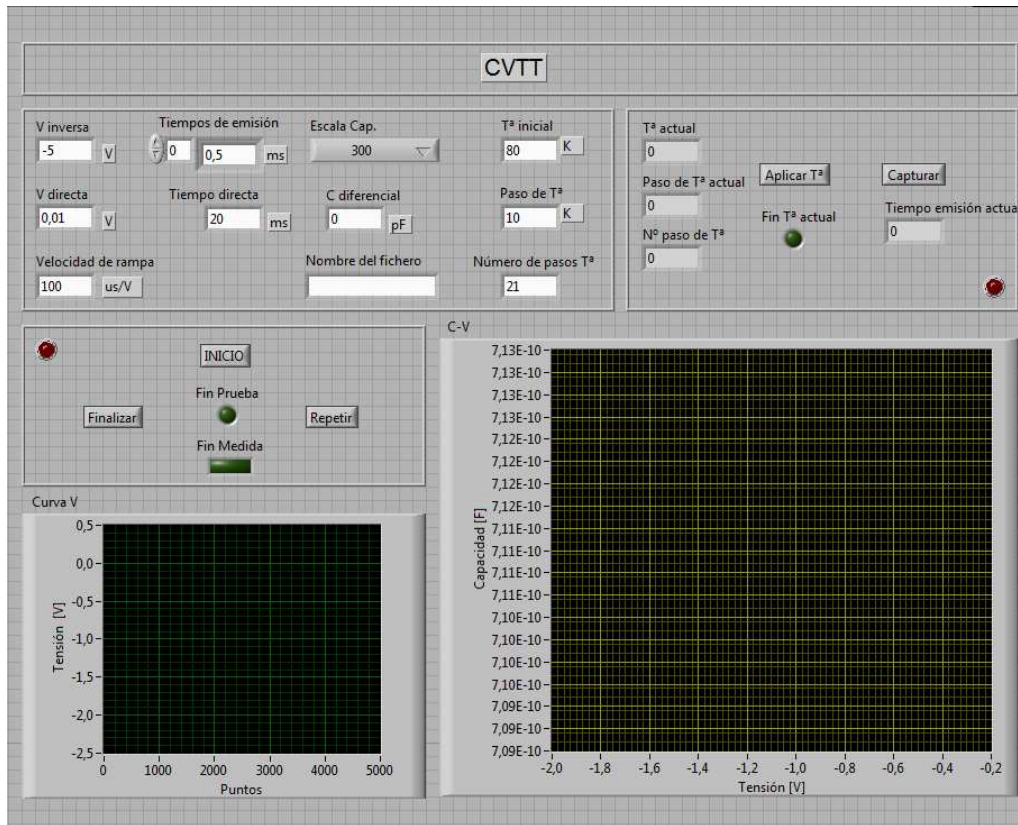 CVTT
V inversa
-5 V
Tiempos de emisión
0 0,5 ms
Escala Cap.
300
Tª inicial
80 K
V directa
0,01 V
Tiempo directa
20 ms
C diferencial
0 pF
Paso de Tª
10 K
Velocidad de rampa
100 us/V
Nombre del fichero
Número de pasos Tª
21
Tª actual
0
Aplicar Tª
Capturar
Paso de Tª actual
0
Fin Tª actual
Tiempo emisión actua
0
Nº paso de Tª
0
INICIO
Fin Prueba
Finalizar
Repetir
Fin Medida
Curva V
0,5
0,0
-0,5
-1,0
-1,5
-2,0
-2,5
Tensión [V]
0 1000 2000 3000 4000 5000
Puntos
C-V
7,13E-10
7,13E-10
7,13E-10
7,13E-10
7,12E-10
7,12E-10
7,12E-10
7,12E-10
7,11E-10
7,11E-10
7,11E-10
7,11E-10
7,10E-10
7,10E-10
7,10E-10
7,10E-10
7,09E-10
7,09E-10
7,09E-10
Capacidad [F]
-2,0 -1,8 -1,6 -1,4 -1,2 -1,0 -0,8 -0,6 -0,4 -0,2
Tensión [V]